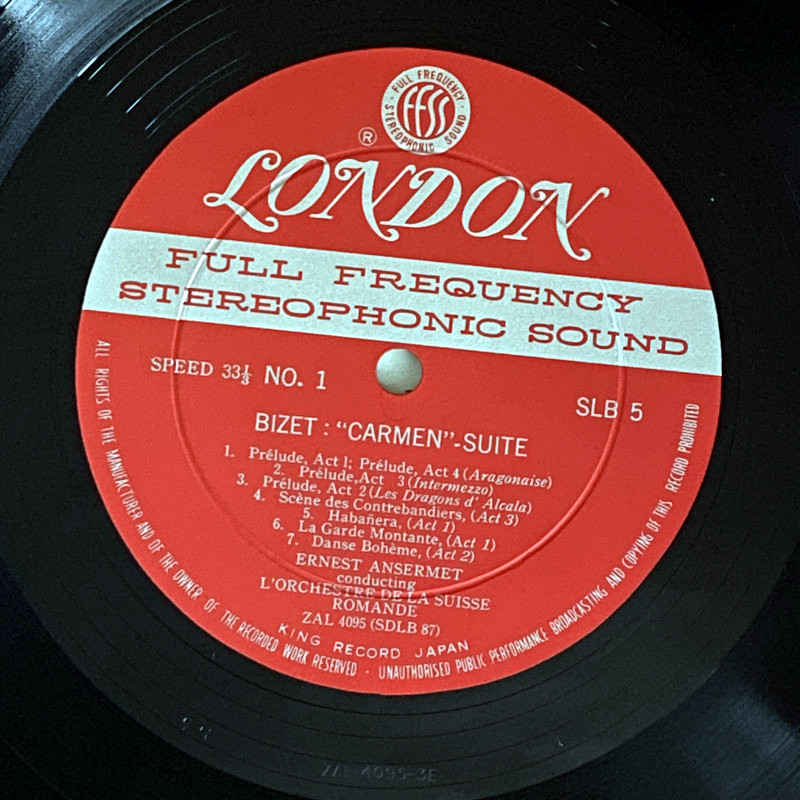 FULL FREQUENCY
FFSS
STEREOPHONIC SOUND
®
LONDON
FULL FREQUENCY
STEREOPHONIC SOUND
SPEED 33⅓ NO. 1
SLB 5
BIZET : “CARMEN”-SUITE
1. Prélude, Act 1; Prélude, Act 4 (Aragonaise)
2. Prélude, Act 3 (Intermezzo)
3. Prélude, Act 2 (Les Dragons d' Alcala)
4. Scène des Contrebandiers, (Act 3)
5. Habañera, (Act 1)
6. La Garde Montante, (Act 1)
7. Danse Bohème, (Act 2)
ERNEST ANSERMET
conducting
L'ORCHESTRE DE LA SUISSE
ROMANDE
ZAL 4095 (SDLB 87)
KING RECORD JAPAN
ALL RIGHTS OF THE MANUFACTURER AND OF THE OWNER OF THE RECORDED WORK RESERVED · UNAUTHORISED PUBLIC PERFORMANCE BROADCASTING AND COPYING OF THIS RECORD PROHIBITED
ZAL 4095-3E